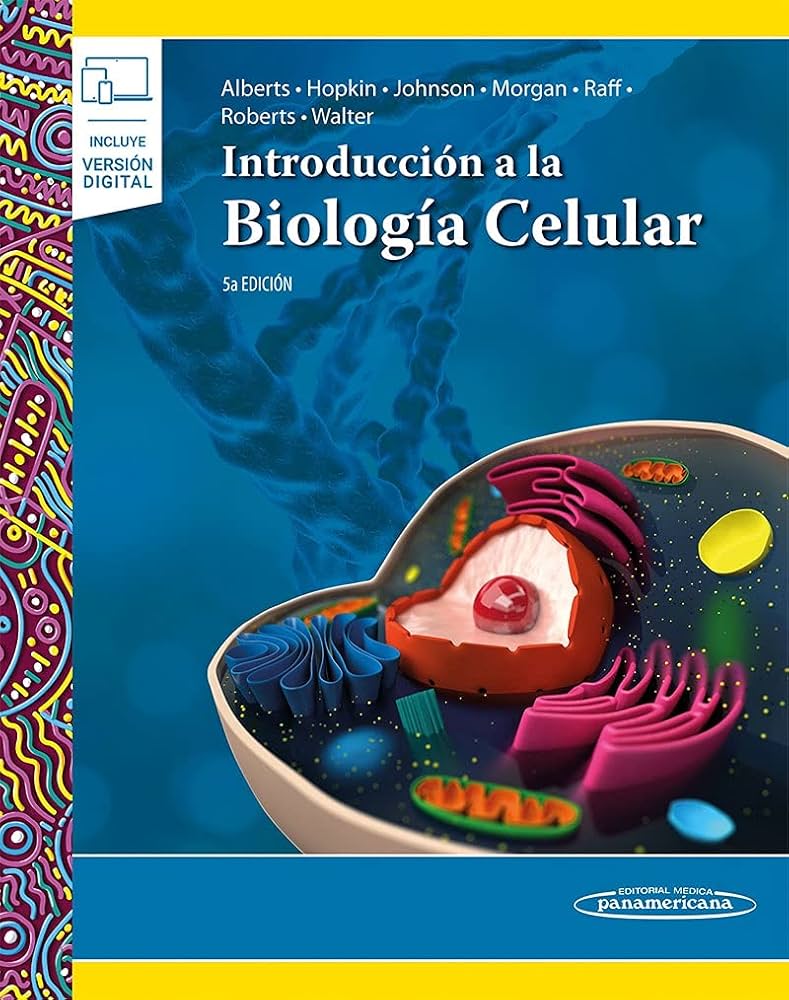 INCLUYE
VERSIÓN
DIGITAL
Alberts • Hopkin • Johnson • Morgan • Raff •
Roberts • Walter
Introducción a la
Biología Celular
5a EDICIÓN
EDITORIAL MEDICA
panamericana